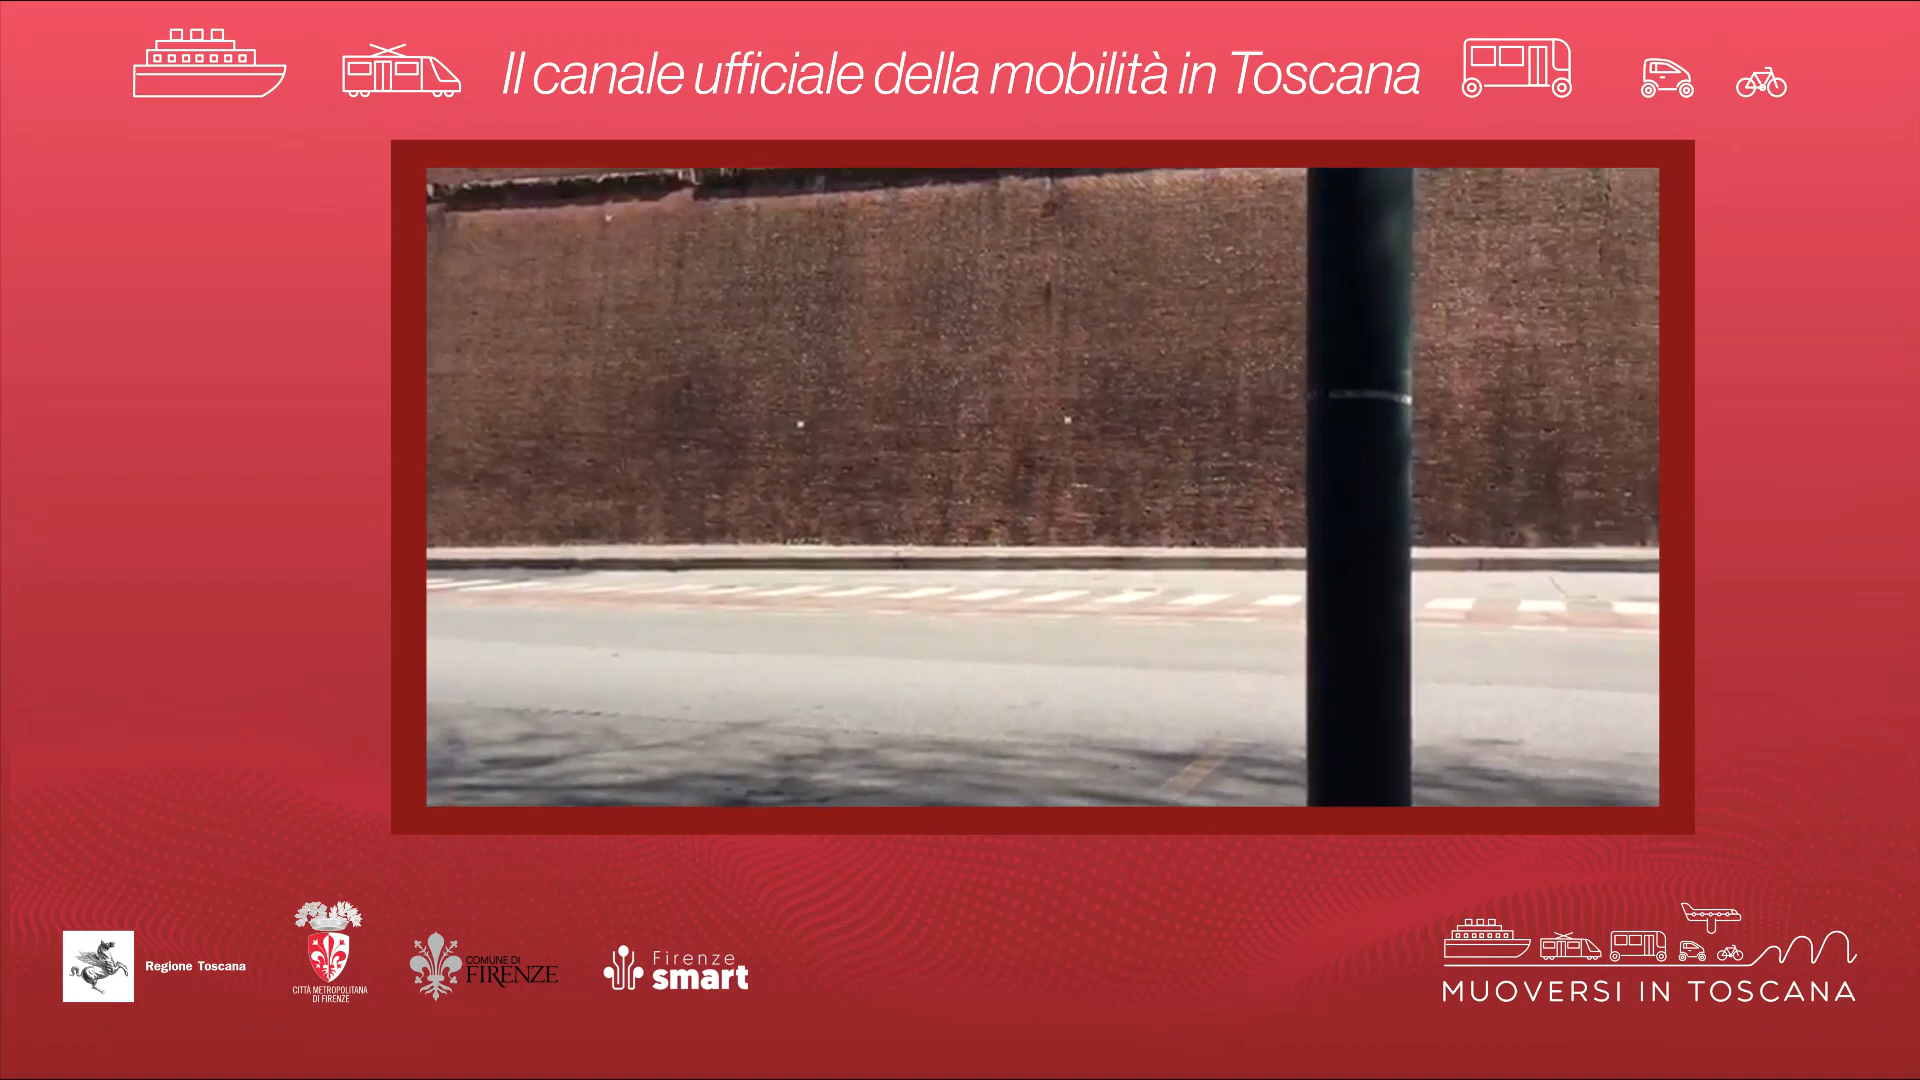 Il canale ufficiale della mobilità in Toscana
Regione Toscana
CITTÀ METROPOLITANA
DI FIRENZE
COMUNE DI
FIRENZE
Firenze
smart
MUOVERSI IN TOSCANA